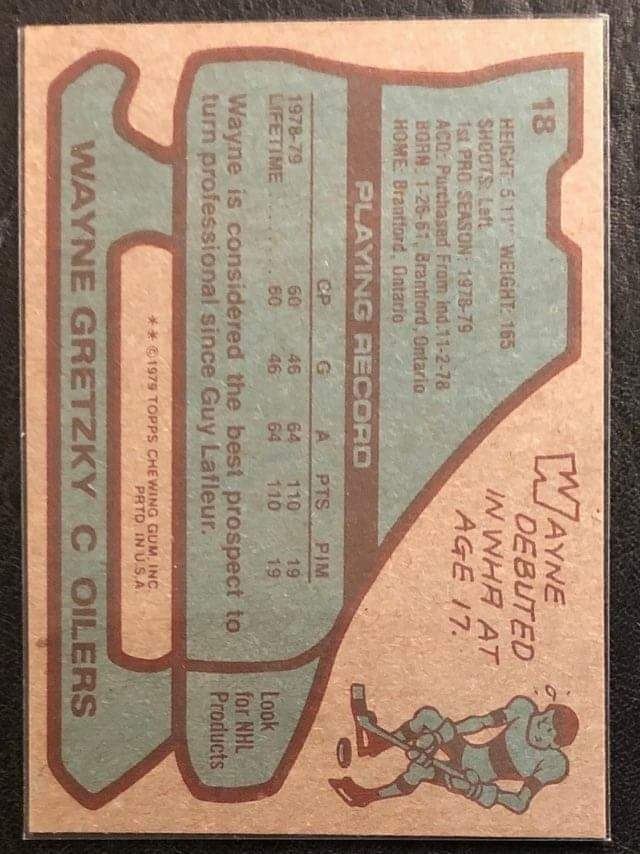 18
HEIGHT: 5'11" WEIGHT: 165
SHOOTS: Left
1st PRO SEASON: 1978-79
ACQ: Purchased From Ind. 11-2-78
BORN: 1-26-61, Brantford, Ontario
HOME: Brantford, Ontario
WAYNE
DEBUTED
IN WHA AT
AGE 17.
PLAYING RECORD
GP G A PTS PIM
1978-79 60 46 64 110 19
LIFETIME ........ 60 46 64 110 19
Wayne is considered the best prospect to
turn professional since Guy Lafleur.
Look
for NHL
Products
** ©1979 TOPPS CHEWING GUM, INC.
PRTD. IN U.S.A.
WAYNE GRETZKY C OILERS